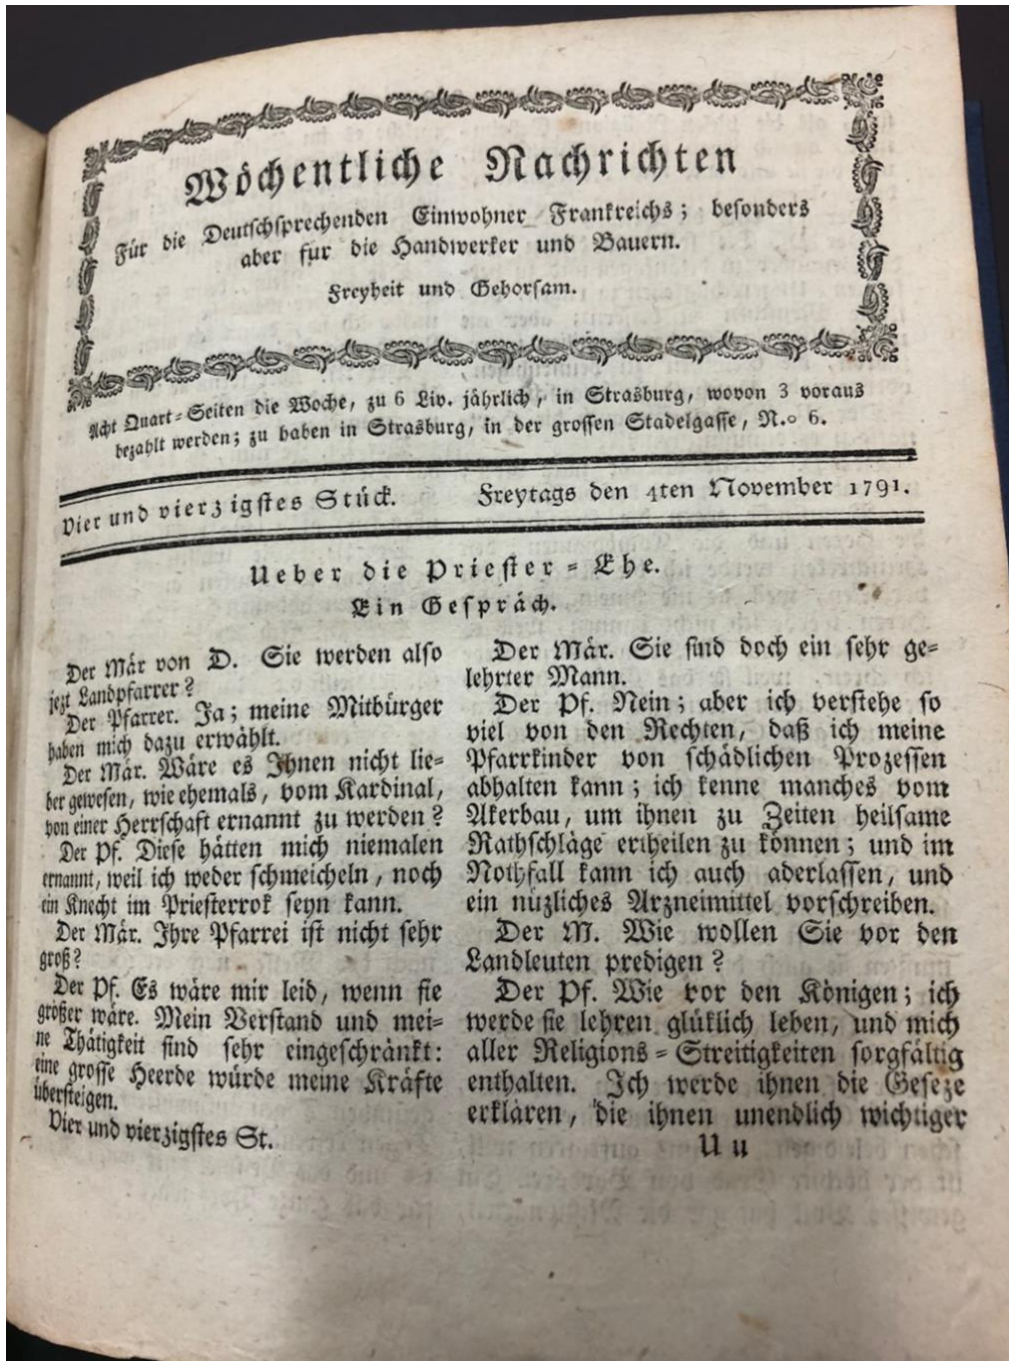 Wöchentliche Nachrichten
Für die Deutschsprechenden Einwohner Frankreichs; besonders
aber fur die Handwerker und Bauern.
Freyheit und Gehorsam.
Acht Quart-Seiten die Woche, zu 6 Liv. jährlich, in Strasburg, wovon 3 voraus
bezahlt werden; zu haben in Strasburg, in der grossen Stadelgasse, N.o 6.
Vier und vierzigstes Stück. Freytags den 4ten November 1791.
Ueber die Priester-Ehe.
Ein Gespräch.
Der Mär von D. Sie werden also
jezt Landpfarrer?
Der Pfarrer. Ja; meine Mitbürger
haben mich dazu erwählt.
Der Mär. Wäre es Ihnen nicht lie-
ber gewesen, wie ehemals, vom Kardinal,
von einer Herrschaft ernannt zu werden?
Der Pf. Diese hätten mich niemalen
ernannt, weil ich weder schmeicheln, noch
ein Knecht im Priesterrok seyn kann.
Der Mär. Ihre Pfarrei ist nicht sehr
groß?
Der Pf. Es wäre mir leid, wenn sie
größer wäre. Mein Verstand und mei-
ne Thätigkeit sind sehr eingeschränkt:
eine grosse Heerde würde meine Kräfte
übersteigen.
Vier und vierzigstes St.
Der Mär. Sie sind doch ein sehr ge-
lehrter Mann.
Der Pf. Nein; aber ich verstehe so
viel von den Rechten, daß ich meine
Pfarrkinder von schädlichen Prozessen
abhalten kann; ich kenne manches vom
Akerbau, um ihnen zu Zeiten heilsame
Rathschläge ertheilen zu können; und im
Nothfall kann ich auch aderlassen, und
ein nüzliches Arzneimittel vorschreiben.
Der M. Wie wollen Sie vor den
Landleuten predigen?
Der Pf. Wie vor den Königen; ich
werde sie lehren glüklich leben, und mich
aller Religions-Streitigkeiten sorgfältig
enthalten. Ich werde ihnen die Geseze
erklären, die ihnen unendlich wichtiger
U u